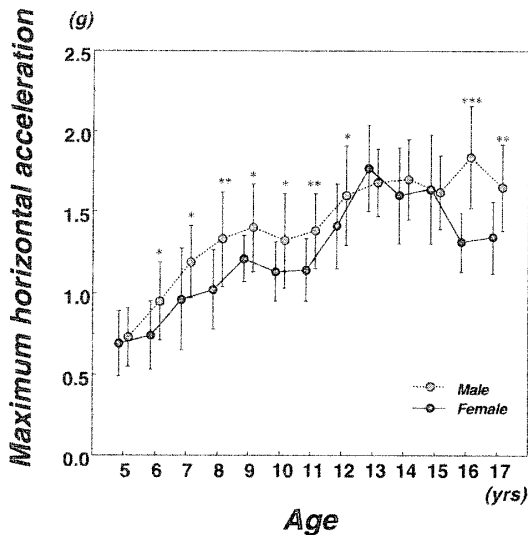 (g)
2.5
2.0
1.5
1.0
0.5
0.0
Maximum horizontal acceleration
* * ** * * ** * *** **
Male
Female
5 6 7 8 9 10 11 12 13 14 15 16 17
(yrs)
Age